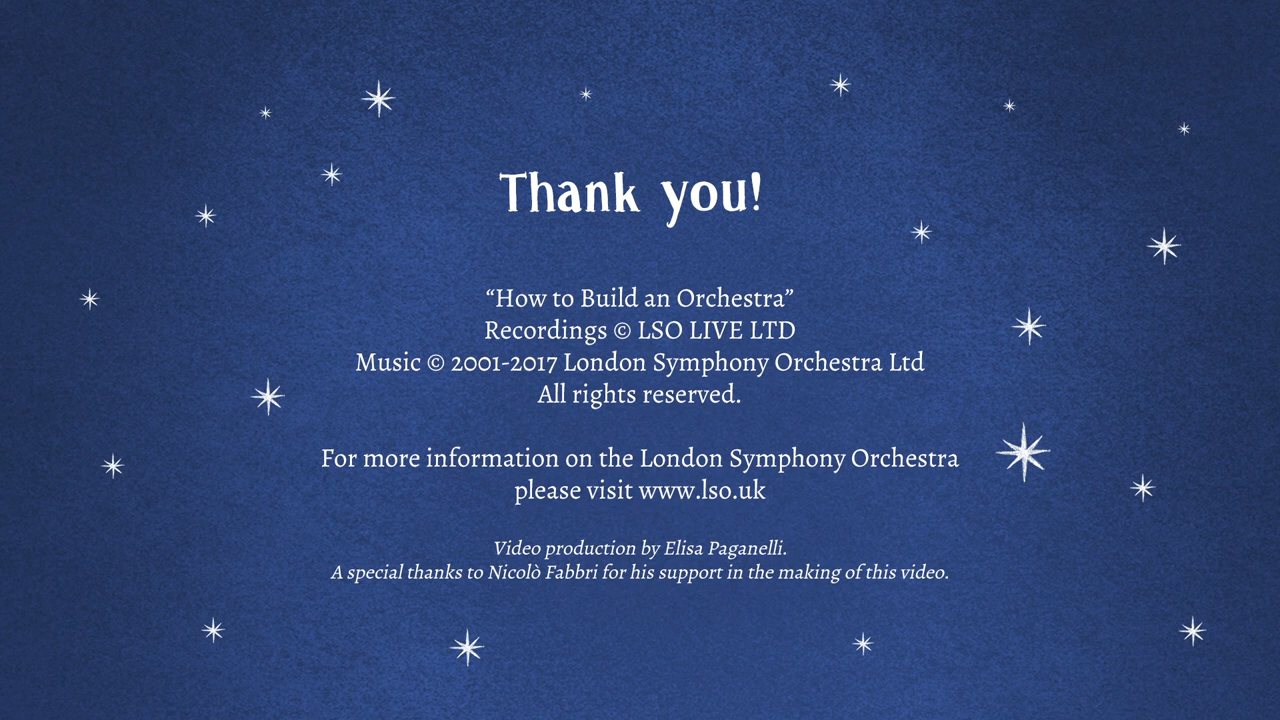 Thank you!
“How to Build an Orchestra”
Recordings © LSO LIVE LTD
Music © 2001-2017 London Symphony Orchestra Ltd
All rights reserved.
For more information on the London Symphony Orchestra
please visit www.lso.uk
Video production by Elisa Paganelli.
A special thanks to Nicolò Fabbri for his support in the making of this video.